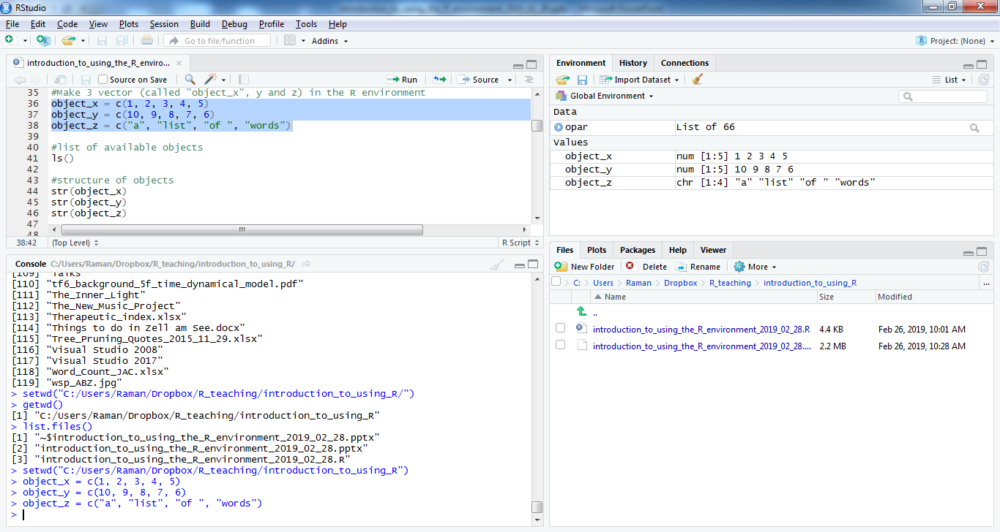 RStudio
File Edit Code View Plots Session Build Debug Profile Tools Help
Go to file/function
Addins
Project: (None)
introduction_to_using_the_R_enviro...
Source on Save
Run
Source
35 #Make 3 vector (called "object_x", y and z) in the R environment
36 object_x = c(1, 2, 3, 4, 5)
37 object_y = c(10, 9, 8, 7, 6)
38 object_z = c("a", "list", "of ", "words")
39
40 #list of available objects
41 ls()
42
43 #structure of objects
44 str(object_x)
45 str(object_y)
46 str(object_z)
47
48
38:42 (Top Level) R Script
Console C:/Users/Raman/Dropbox/R_teaching/introduction_to_using_R/
[109] "Talks"
[110] "tf6_background_5f_time_dynamical_model.pdf"
[111] "The_Inner_Light"
[112] "The_New_Music_Project"
[113] "Therapeutic_index.xlsx"
[114] "Things to do in Zell am See.docx"
[115] "Tree_Pruning_Quotes_2015_11_29.xlsx"
[116] "Visual Studio 2008"
[117] "Visual Studio 2017"
[118] "Word_Count_JAC.xlsx"
[119] "wsp_ABZ.jpg"
> setwd("C:/Users/Raman/Dropbox/R_teaching/introduction_to_using_R/")
> getwd()
[1] "C:/Users/Raman/Dropbox/R_teaching/introduction_to_using_R"
> list.files()
[1] "~$introduction_to_using_the_R_environment_2019_02_28.pptx"
[2] "introduction_to_using_the_R_environment_2019_02_28.pptx"
[3] "introduction_to_using_the_R_environment_2019_02_28.R"
> setwd("C:/Users/Raman/Dropbox/R_teaching/introduction_to_using_R")
> object_x = c(1, 2, 3, 4, 5)
> object_y = c(10, 9, 8, 7, 6)
> object_z = c("a", "list", "of ", "words")
>
Environment History Connections
Import Dataset List
Global Environment
Data
opar List of 66
Values
object_x num [1:5] 1 2 3 4 5
object_y num [1:5] 10 9 8 7 6
object_z chr [1:4] "a" "list" "of " "words"
Files Plots Packages Help Viewer
New Folder Delete Rename More
C: > Users > Raman > Dropbox > R_teaching > introduction_to_using_R ...
Name Size Modified
..
introduction_to_using_the_R_environment_2019_02_28.R 4.4 KB Feb 26, 2019, 10:01 AM
introduction_to_using_the_R_environment_2019_02_28.... 2.2 MB Feb 26, 2019, 10:28 AM